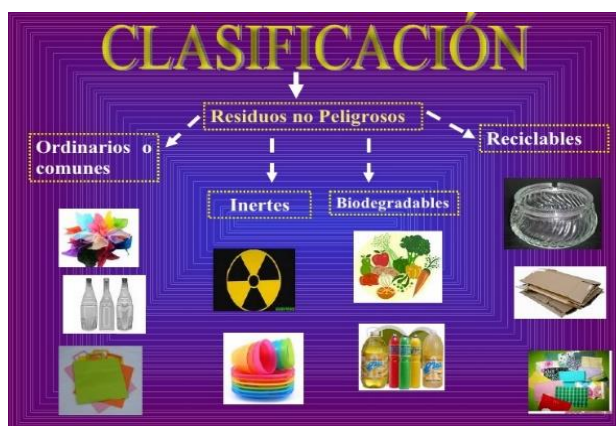 CLASIFICACIÓN
Residuos no Peligrosos
Ordinarios o
comunes
Inertes
Biodegradables
Reciclables